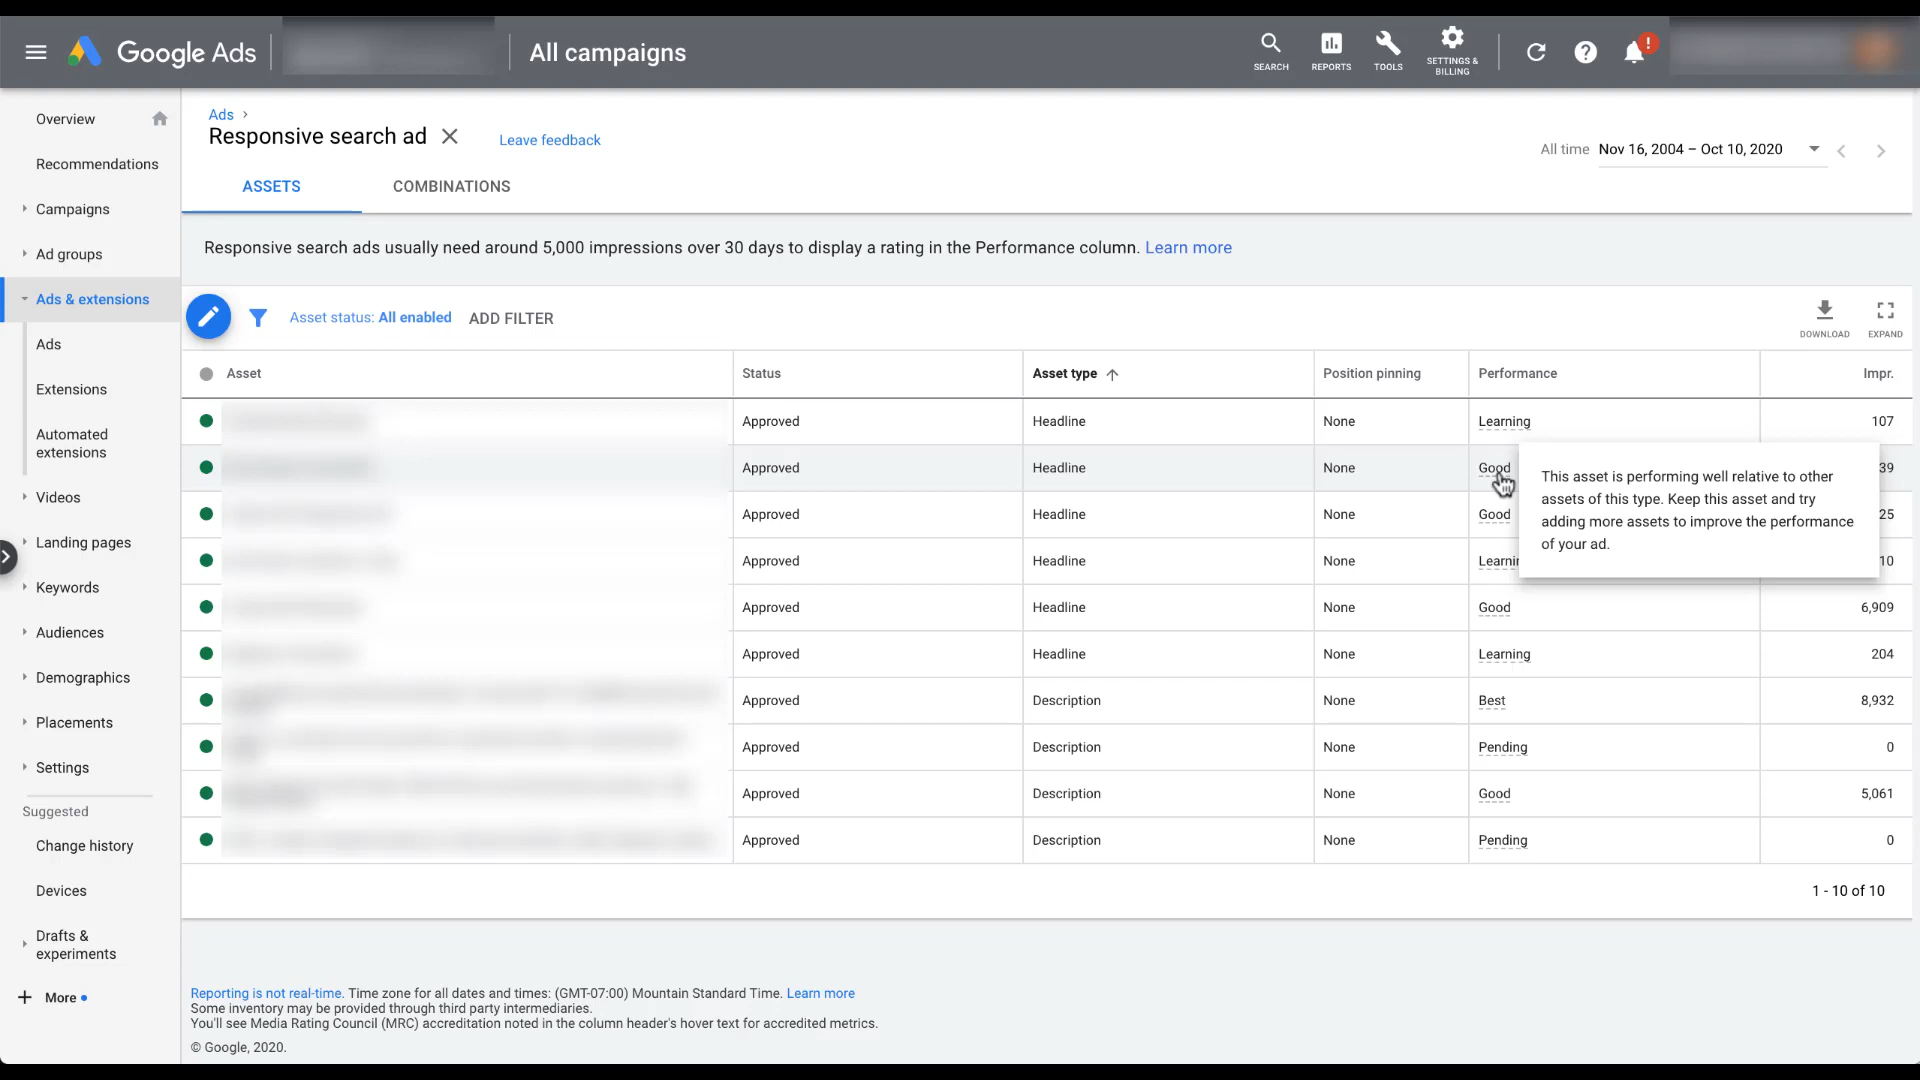 Google Ads
All campaigns
SEARCH
REPORTS
TOOLS
SETTINGS &
BILLING
!
Overview
Recommendations
Campaigns
Ad groups
Ads & extensions
Ads
Extensions
Automated
extensions
Videos
Landing pages
Keywords
Audiences
Demographics
Placements
Settings
Suggested
Change history
Devices
Drafts &
experiments
+ More
Ads ›
Responsive search ad
Leave feedback
All time Nov 16, 2004 – Oct 10, 2020
ASSETS COMBINATIONS
Responsive search ads usually need around 5,000 impressions over 30 days to display a rating in the Performance column. Learn more
Asset status: All enabled ADD FILTER
DOWNLOAD
EXPAND
Asset Status Asset type Position pinning Performance Impr.
Approved Headline None Learning 107
Approved Headline None Good 39
Approved Headline None Good 25
Approved Headline None Learnin 10
This asset is performing well relative to other
assets of this type. Keep this asset and try
adding more assets to improve the performance
of your ad.
Approved Headline None Good 6,909
Approved Headline None Learning 204
Approved Description None Best 8,932
Approved Description None Pending 0
Approved Description None Good 5,061
Approved Description None Pending 0
1 - 10 of 10
Reporting is not real-time. Time zone for all dates and times: (GMT-07:00) Mountain Standard Time. Learn more
Some inventory may be provided through third party intermediaries.
You'll see Media Rating Council (MRC) accreditation noted in the column header's hover text for accredited metrics.
© Google, 2020.